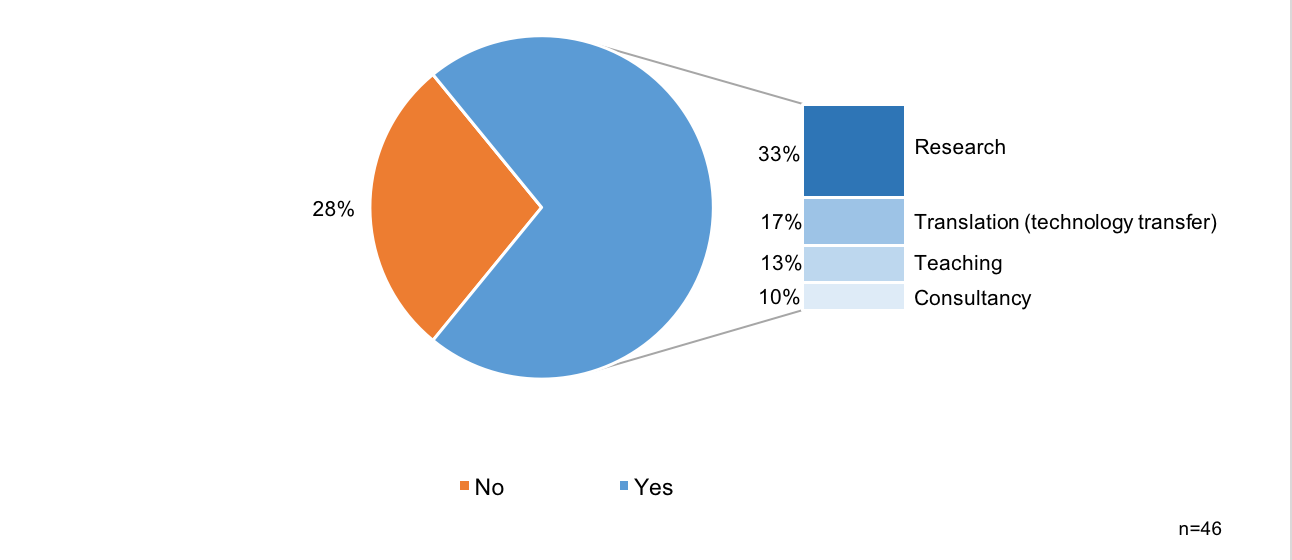 33%
Research
28%
17%
Translation (technology transfer)
13%
Teaching
10%
Consultancy
No
Yes
n=46